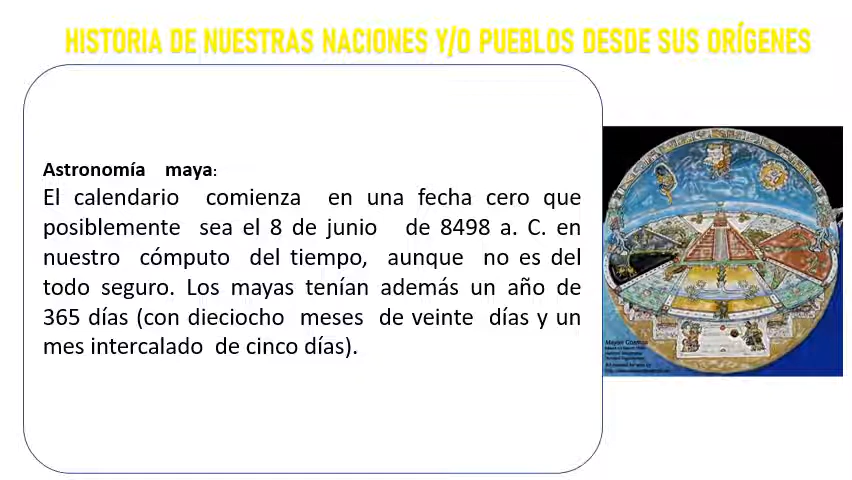 HISTORIA DE NUESTRAS NACIONES Y/O PUEBLOS DESDE SUS ORÍGENES
Astronomía maya:
El calendario comienza en una fecha cero que
posiblemente sea el 8 de junio de 8498 a. C. en
nuestro cómputo del tiempo, aunque no es del
todo seguro. Los mayas tenían además un año de
365 días (con dieciocho meses de veinte días y un
mes intercalado de cinco días).
Mayan Cosmos